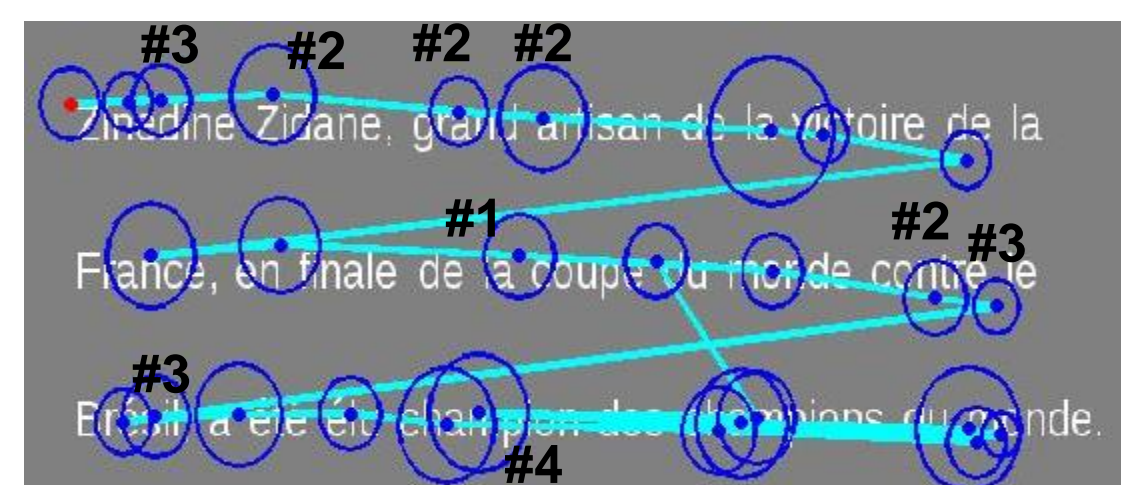 #3 #2 #2 #2
Zinédine Zidane, grand artisan de la victoire de la
#1 #2 #3
France, en finale de la coupe du monde contre le
#3
Brésil a été élu champion des champions du monde.
#4